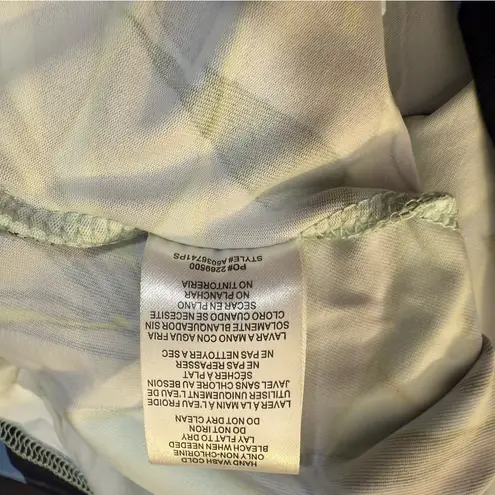 HAND WASH COLD
ONLY NON-CHLORINE
BLEACH WHEN NEEDED
LAY FLAT TO DRY
DO NOT IRON
DO NOT DRY CLEAN
LAVER À LA MAIN À L'EAU FROIDE
UTILISER UNIQUEMENT L'EAU DE
JAVEL SANS CHLORE AU BESOIN
SÉCHER À PLAT
NE PAS REPASSER
NE PAS NETTOYER A SEC
LAVAR A MANO CON AGUA FRIA
SOLAMENTE BLANQUEADOR SIN
CLORO CUANDO SE NECESITE
SECAR EN PLANO
NO PLANCHAR
NO TINTORERIA
STYLE#A6036741PS
PO# 2269500